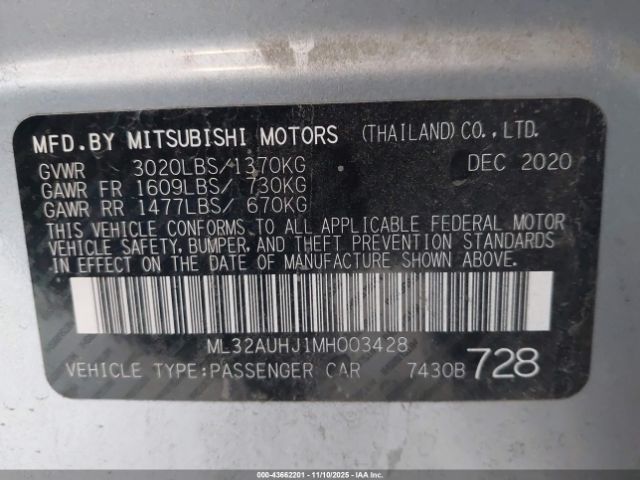 MFD.BY MITSUBISHI MOTORS (THAILAND)CO.,LTD.
GVWR 3020LBS/1370KG DEC 2020
GAWR FR 1609LBS/ 730KG
GAWR RR 1477LBS/ 670KG
THIS VEHICLE CONFORMS TO ALL APPLICABLE FEDERAL MOTOR
VEHICLE SAFETY, BUMPER, AND THEFT PREVENTION STANDARDS
IN EFFECT ON THE DATE OF MANUFACTURE SHOWN ABOVE.
ML32AUHJ1MH003428
VEHICLE TYPE:PASSENGER CAR 7430B 728
000-43662201 - 11/10/2025 - IAAI.COM